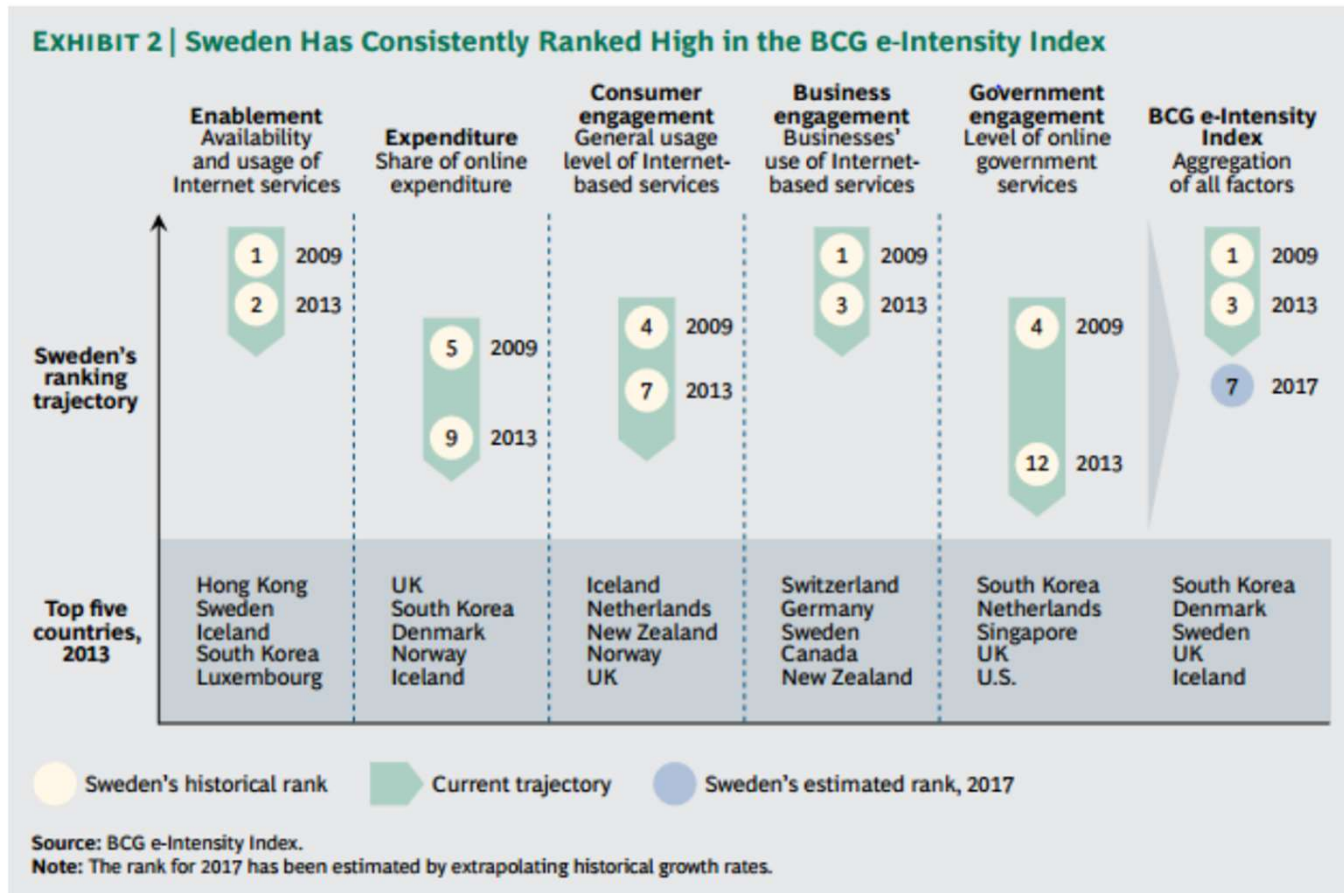 EXHIBIT 2 | Sweden Has Consistently Ranked High in the BCG e-Intensity Index
Enablement
Availability
and usage of
Internet services
Expenditure
Share of online
expenditure
Consumer
engagement
General usage
level of Internet-
based services
Business
engagement
Businesses'
use of Internet-
based services
Government
engagement
Level of online
government
services
BCG e-Intensity
Index
Aggregation
of all factors
Sweden's
ranking
trajectory
1 2009
2 2013
5 2009
9 2013
4 2009
7 2013
1 2009
3 2013
4 2009
12 2013
1 2009
3 2013
7 2017
Top five
countries,
2013
Hong Kong
Sweden
Iceland
South Korea
Luxembourg
UK
South Korea
Denmark
Norway
Iceland
Iceland
Netherlands
New Zealand
Norway
UK
Switzerland
Germany
Sweden
Canada
New Zealand
South Korea
Netherlands
Singapore
UK
U.S.
South Korea
Denmark
Sweden
UK
Iceland
Sweden's historical rank
Current trajectory
Sweden's estimated rank, 2017
Source: BCG e-Intensity Index.
Note: The rank for 2017 has been estimated by extrapolating historical growth rates.